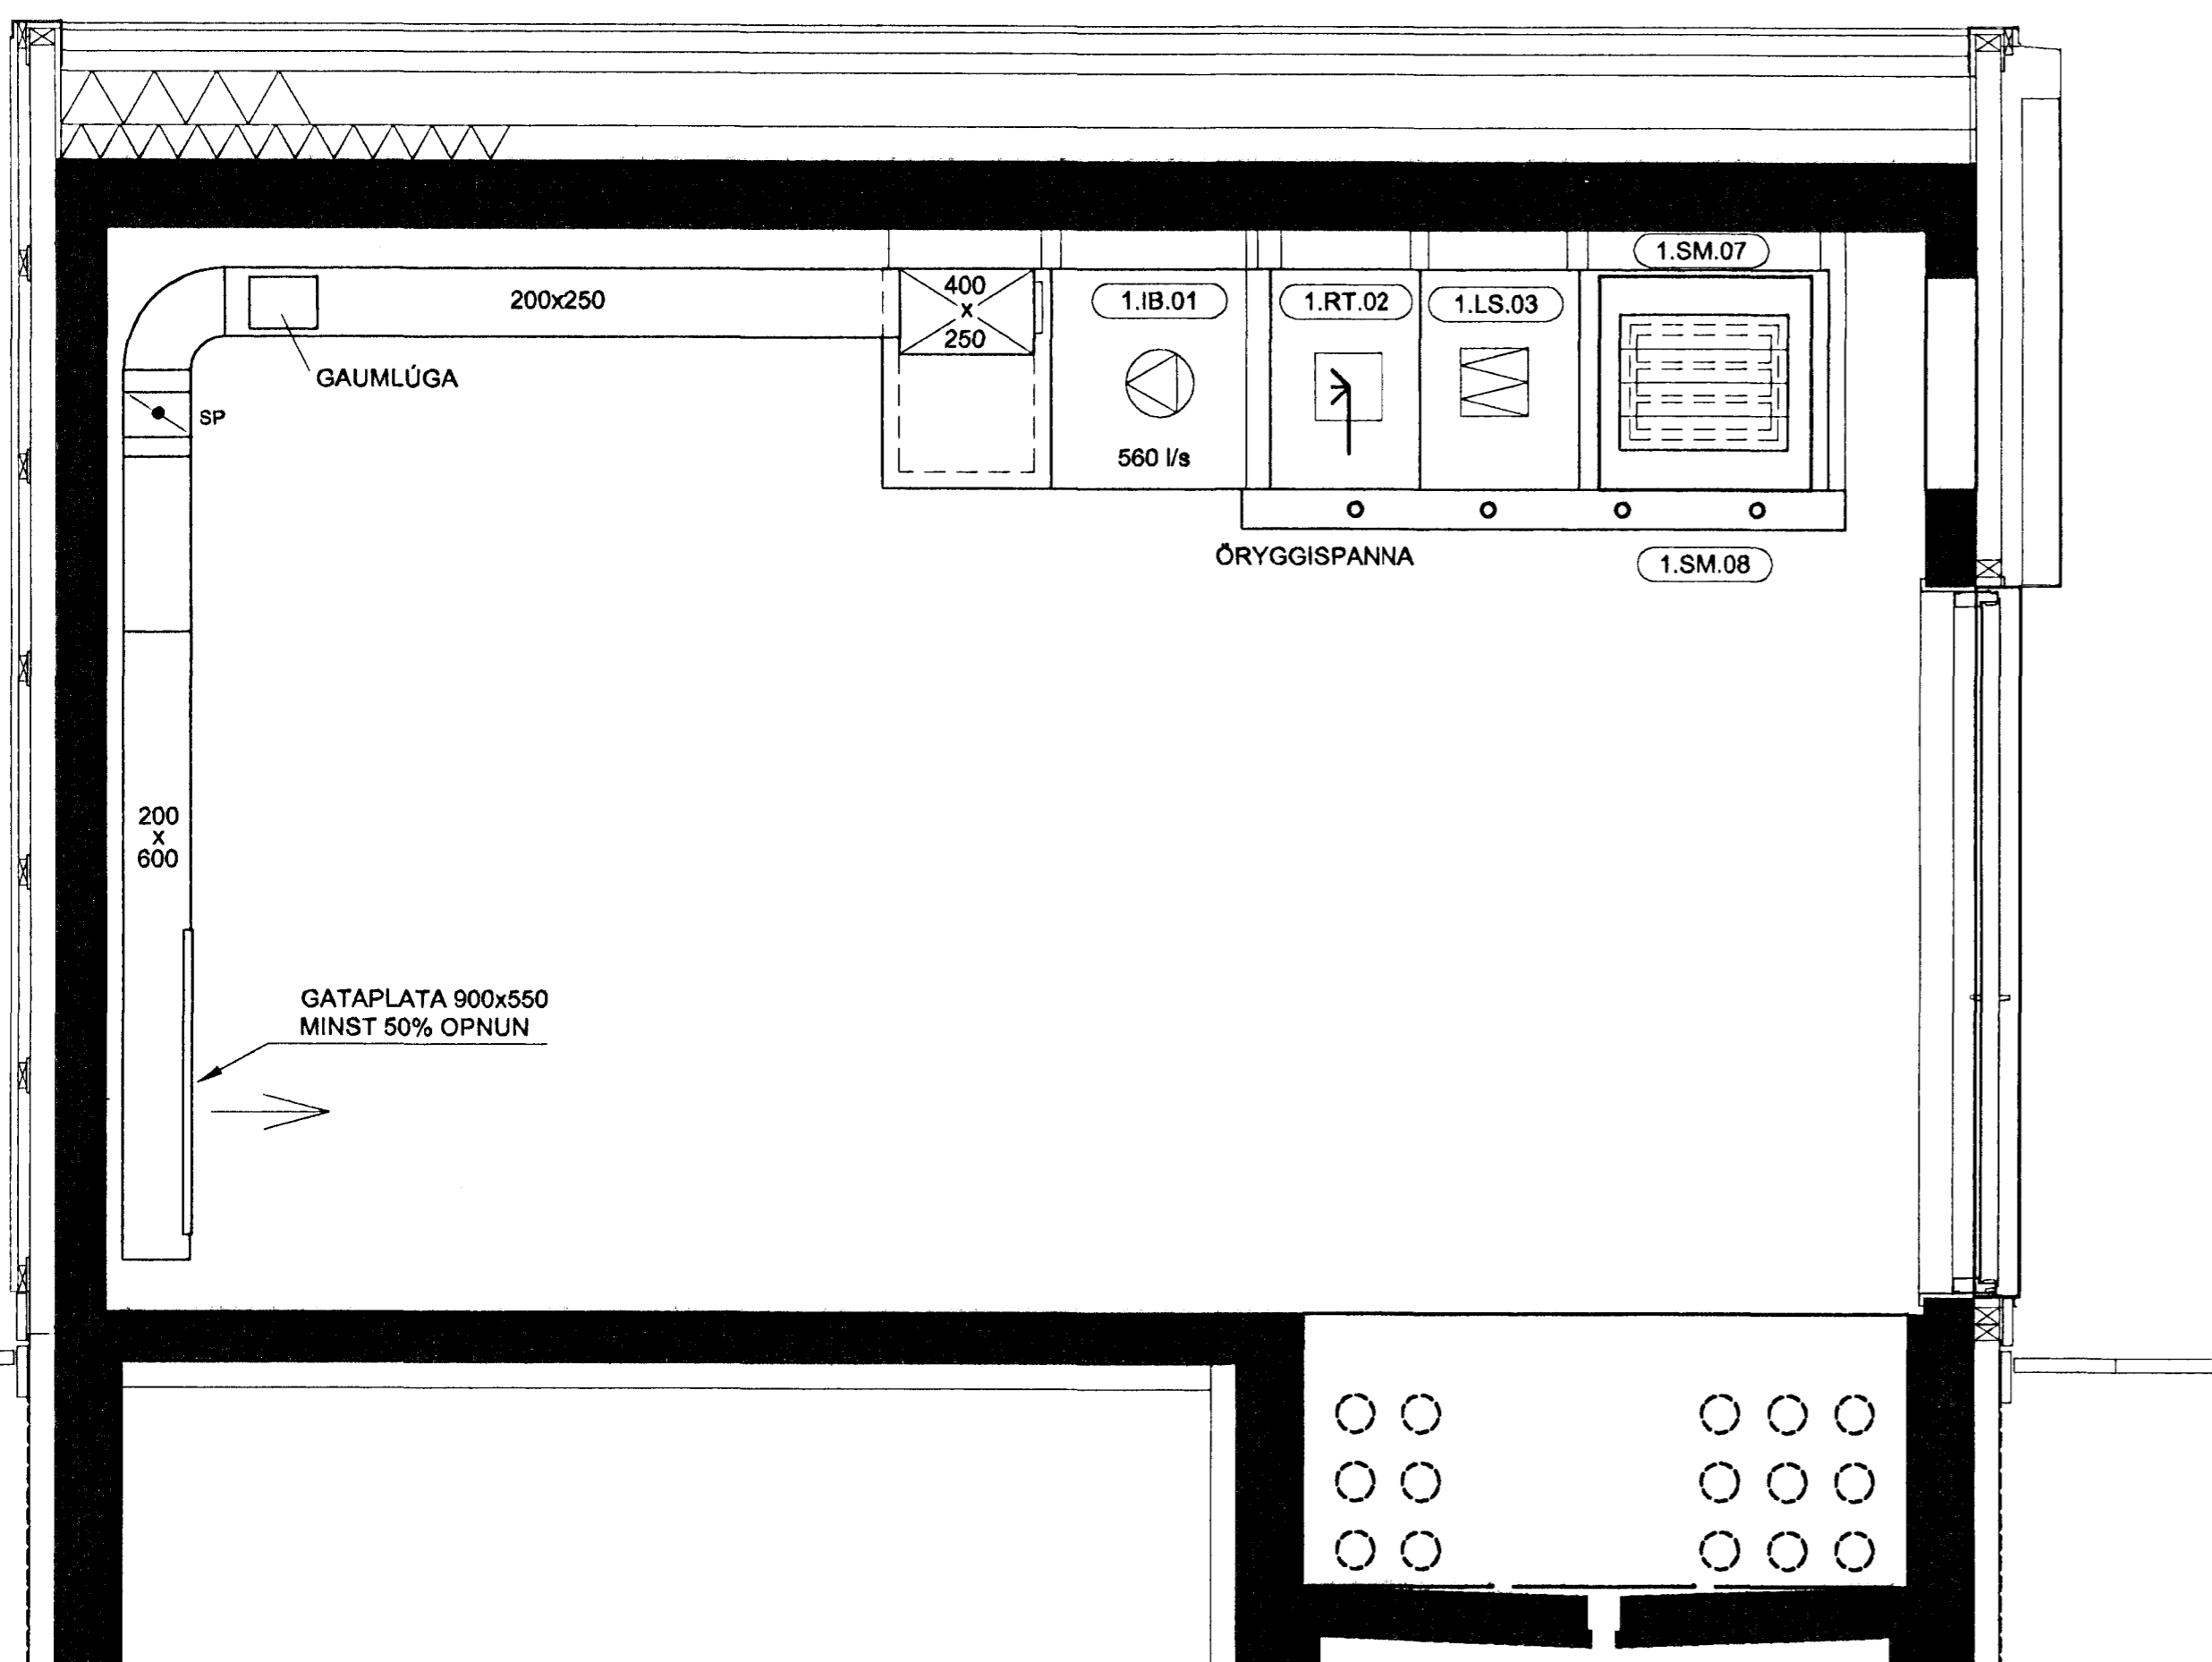 1.SM.07
200x250
400
x
250
1.IB.01
1.RT.02
1.LS.03
GAUMLÚGA
SP
560 l/s
ÖRYGGISPANNA
1.SM.08
200
x
600
GATAPLATA 900x550
MINST 50% OPNUN